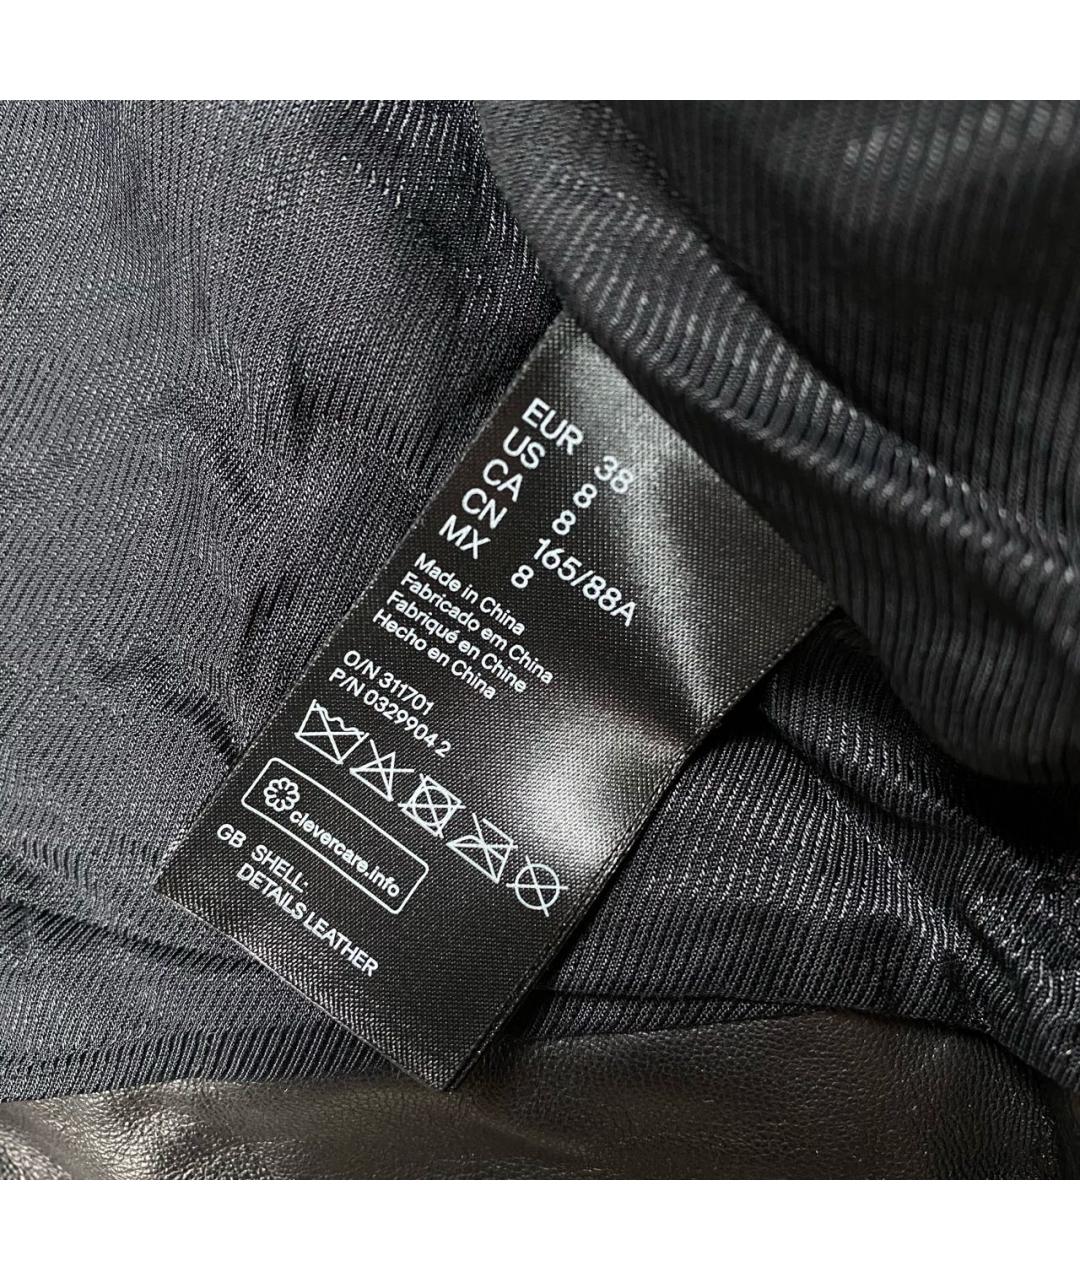 EUR 38
US 8
CA 8
CN 165/88A
MX 8
Made in China
Fabricado em China
Fabriqué en Chine
Hecho en China
O/N 311701
P/N 0329904.2
clevercare.info
GB SHELL:
DETAILS LEATHER